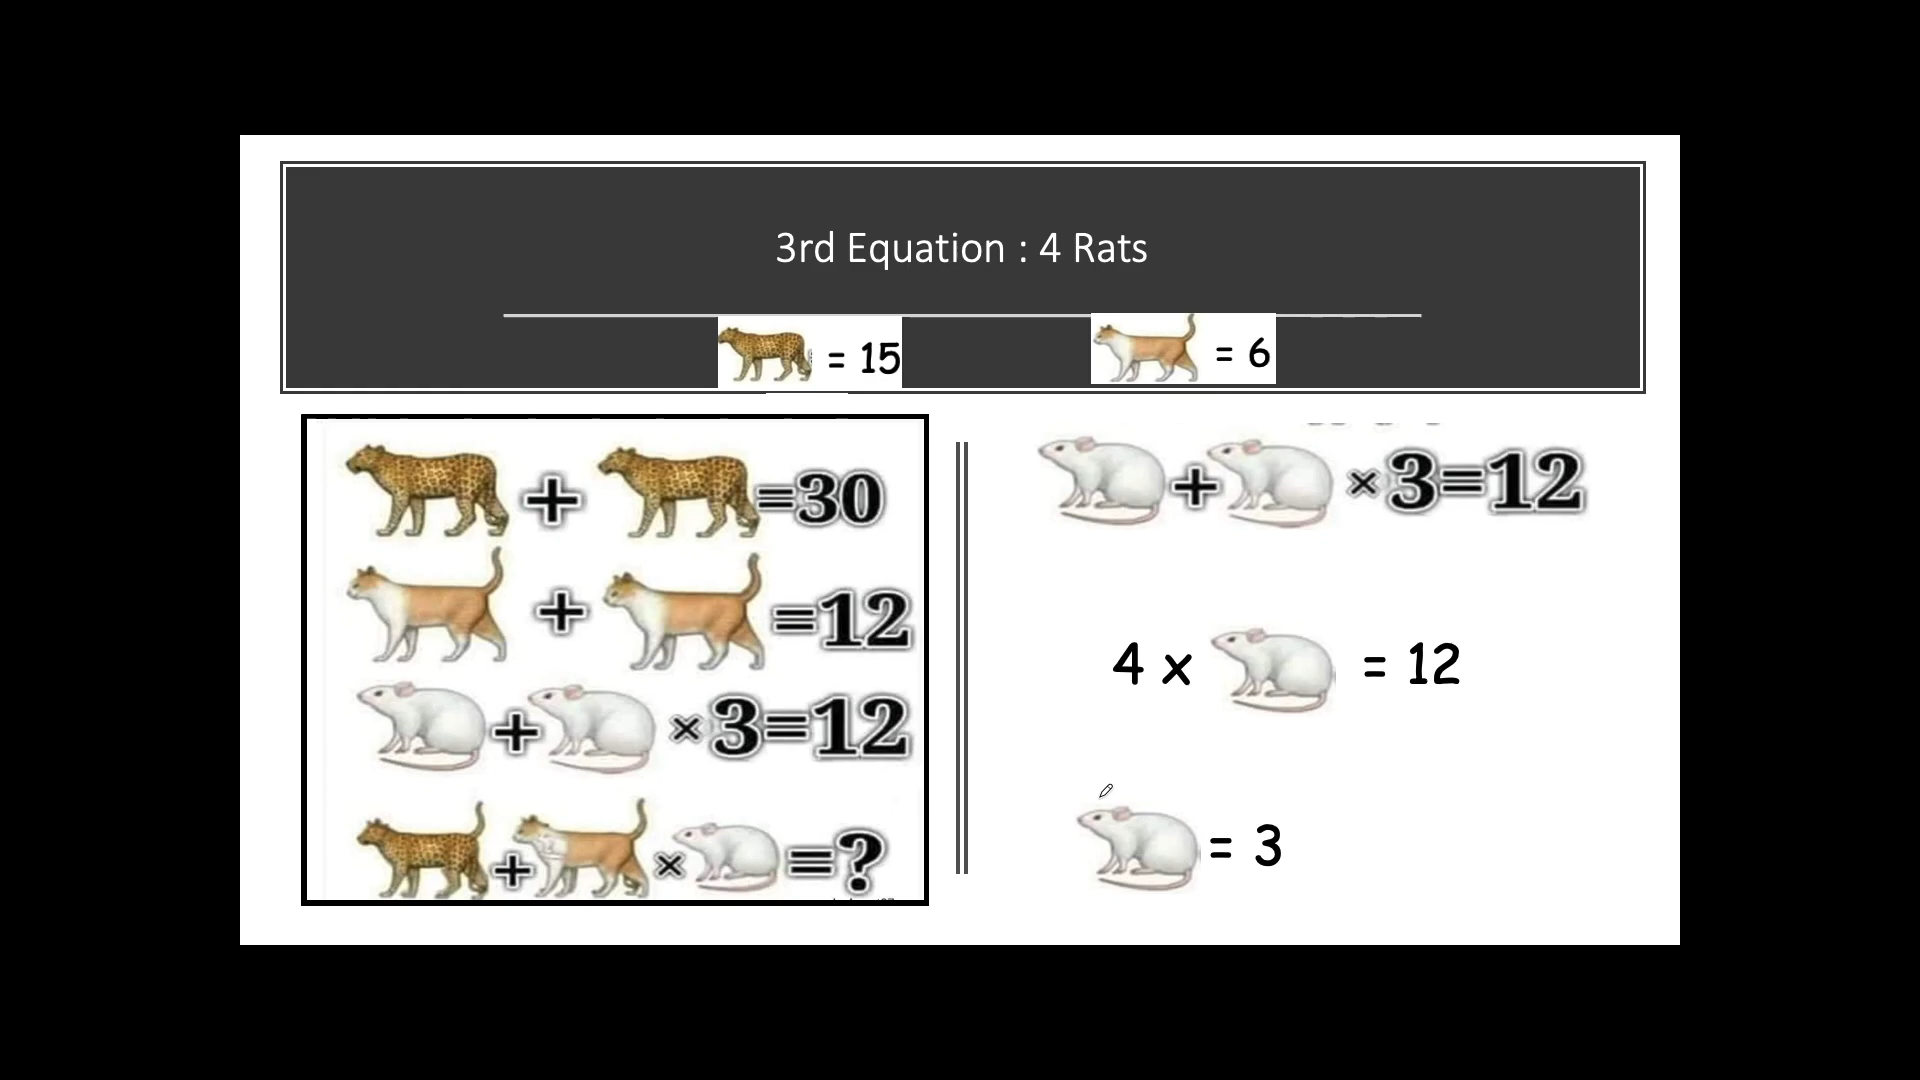 3rd Equation : 4 Rats
= 15
= 6
+ =30
+ =12
+ ×3=12
+ × =?
+ ×3=12
4 x = 12
= 3